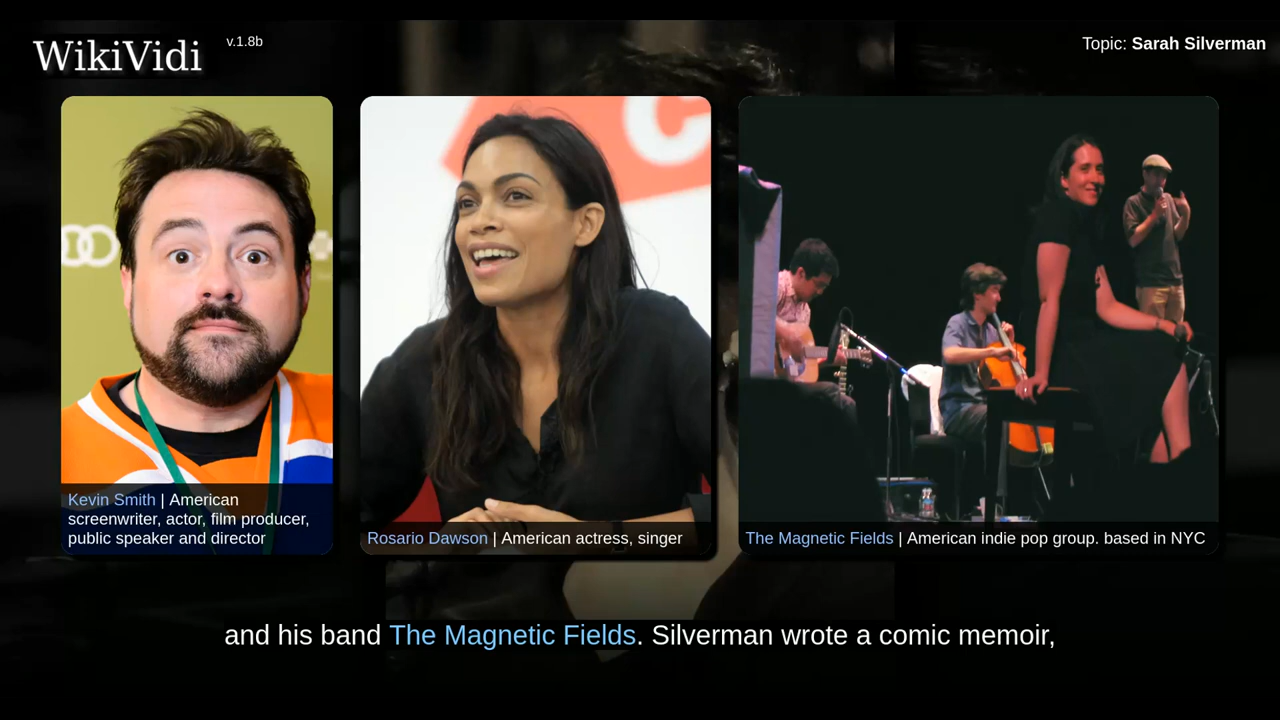 WikiVidi
v.1.8b
Topic: Sarah Silverman
Kevin Smith | American
screenwriter, actor, film producer,
public speaker and director
Rosario Dawson | American actress, singer
The Magnetic Fields | American indie pop group. based in NYC
and his band The Magnetic Fields. Silverman wrote a comic memoir,